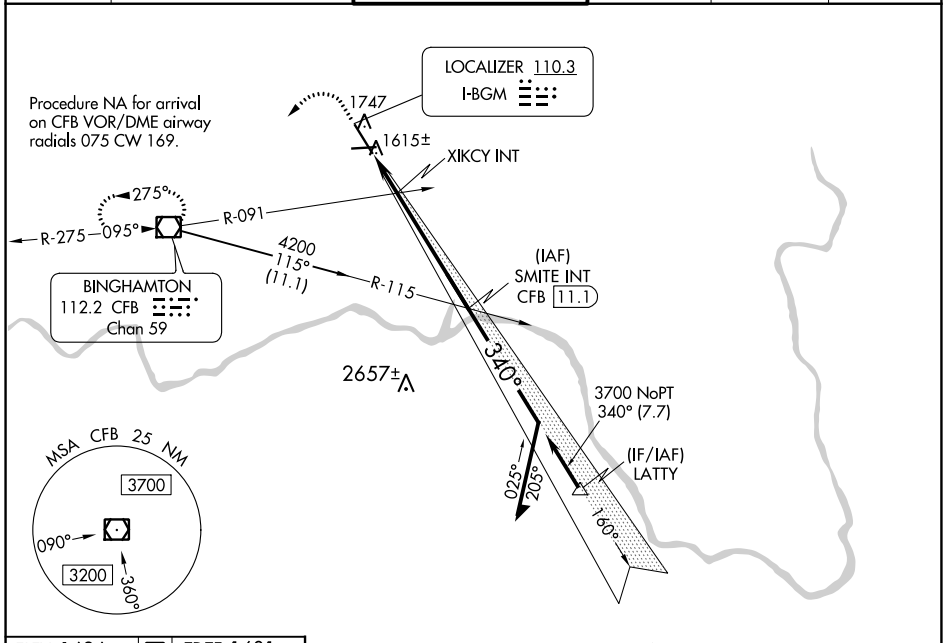 LOCALIZER 110.3
I-BGM
Procedure NA for arrival
on CFB VOR/DME airway
radials 075 CW 169.
1747
1615±
XIKCY INT
275°
R-091
R-275
095°
4200
115°
(11.1)
R-115
(IAF)
SMITE INT
CFB 11.1
BINGHAMTON
112.2 CFB
Chan 59
340°
2657±
3700 NoPT
340° (7.7)
(IF/IAF)
LATTY
025°
205°
160°
MSA CFB 25 NM
3700
090°
3200
360°